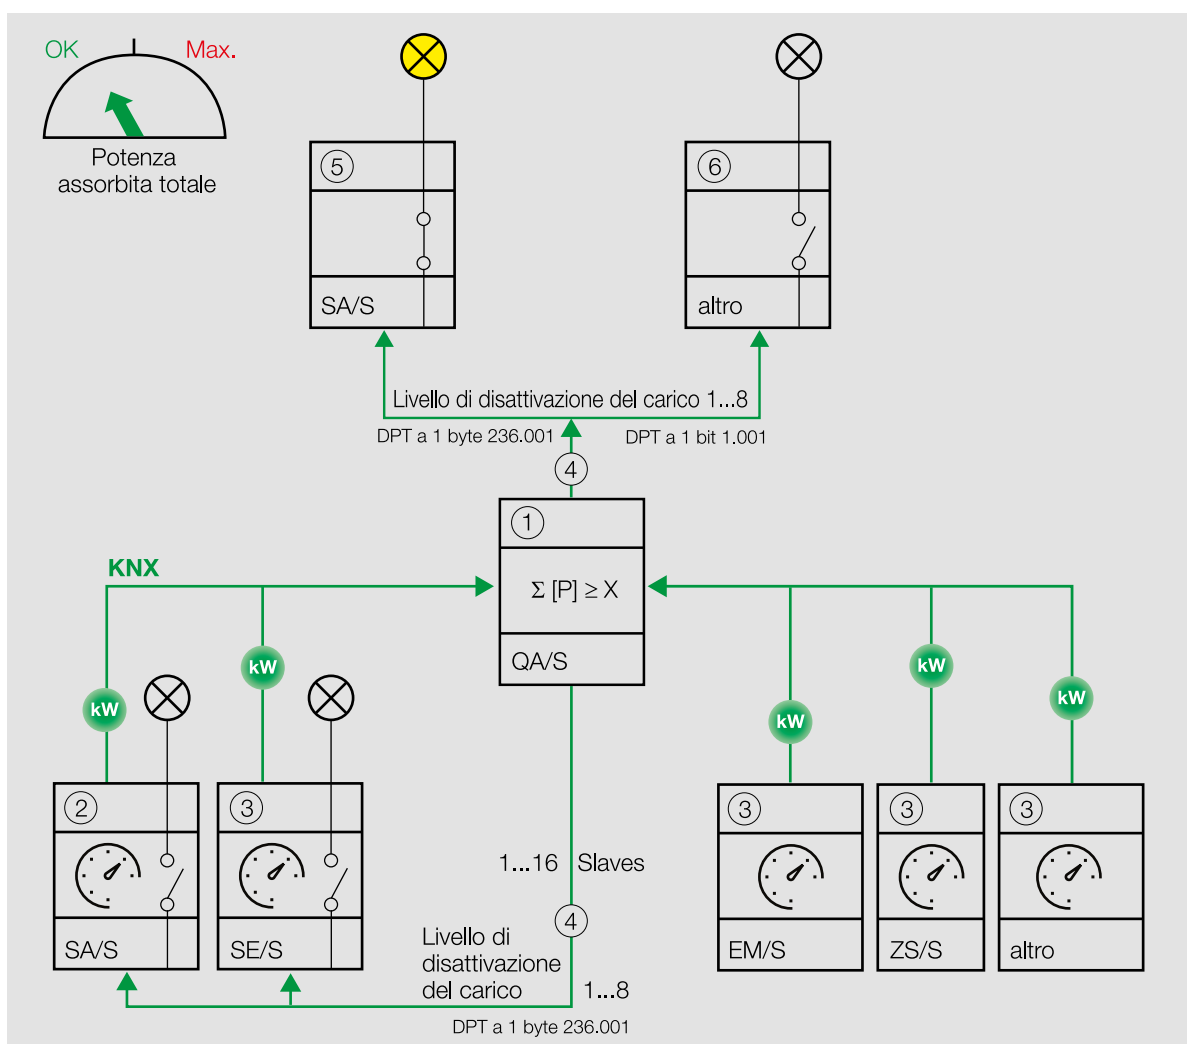 OK
Max.
Potenza
assorbita totale
5
SA/S
6
altro
Livello di disattivazione del carico 1...8
DPT a 1 byte 236.001
DPT a 1 bit 1.001
4
1
Σ [P] ≥ X
QA/S
KNX
kW
kW
kW
kW
kW
2
SA/S
3
SE/S
3
EM/S
3
ZS/S
3
altro
1...16 Slaves
4
Livello di
disattivazione
del carico
1...8
DPT a 1 byte 236.001